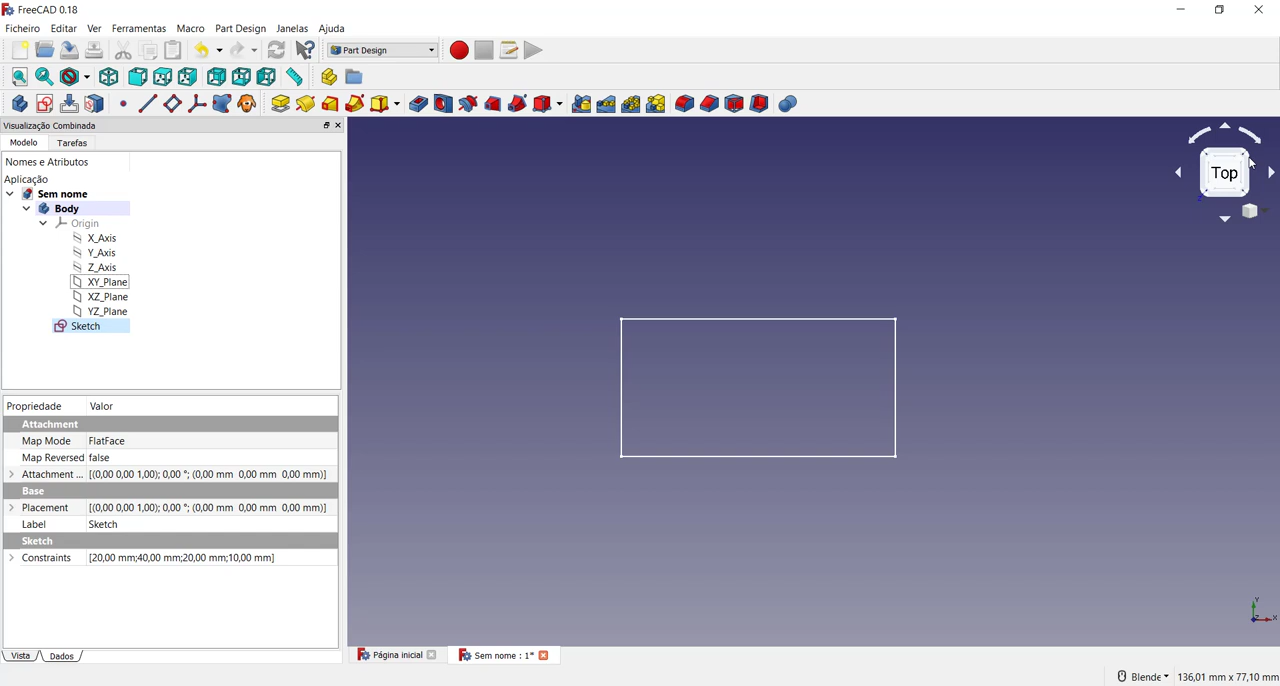 FreeCAD 0.18
Ficheiro Editar Ver Ferramentas Macro Part Design Janelas Ajuda
Part Design
Visualização Combinada
Modelo Tarefas
Nomes e Atributos
Aplicação
Sem nome
Body
Origin
X_Axis
Y_Axis
Z_Axis
XY_Plane
XZ_Plane
YZ_Plane
Sketch
Propriedade Valor
Attachment
Map Mode FlatFace
Map Reversed false
Attachment ... [(0,00 0,00 1,00); 0,00 °; (0,00 mm 0,00 mm 0,00 mm)]
Base
Placement [(0,00 0,00 1,00); 0,00 °; (0,00 mm 0,00 mm 0,00 mm)]
Label Sketch
Sketch
Constraints [20,00 mm;40,00 mm;20,00 mm;10,00 mm]
Vista Dados
Top
Z
Y
Z X
Página inicial Sem nome : 1*
Blende 136,01 mm x 77,10 mm